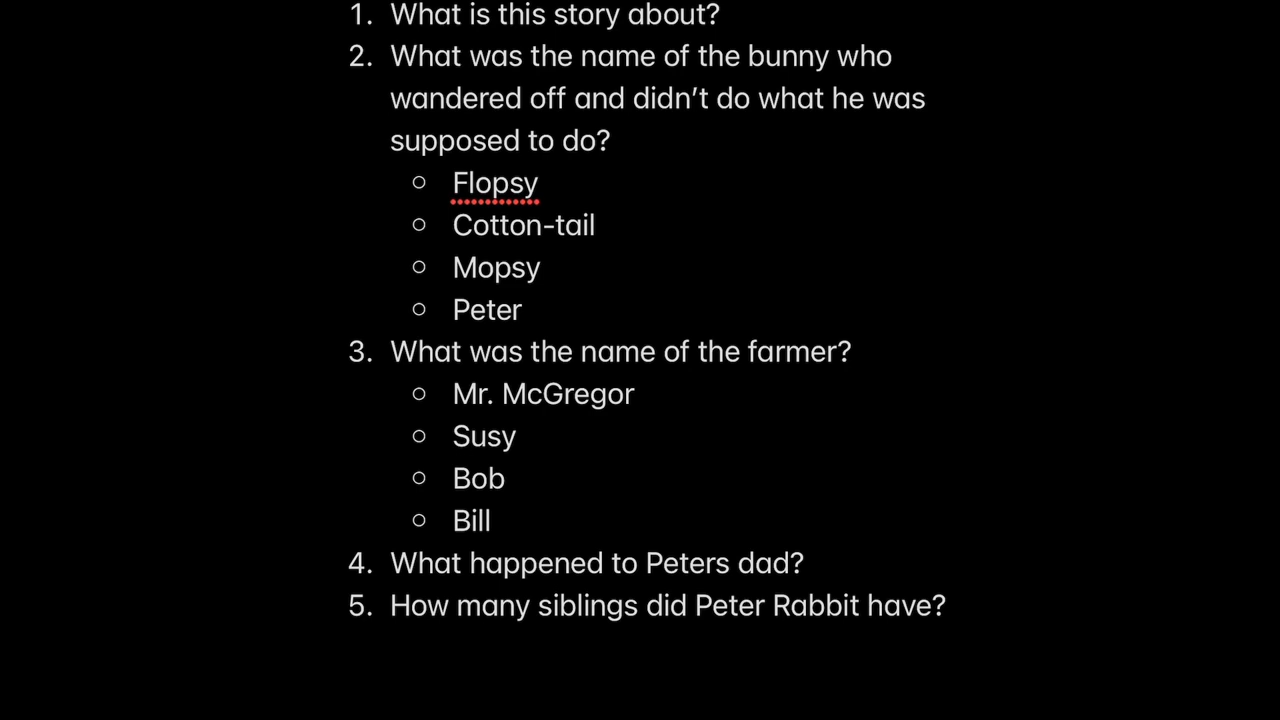 1. What is this story about?
2. What was the name of the bunny who
wandered off and didn’t do what he was
supposed to do?
○ Flopsy
○ Cotton-tail
○ Mopsy
○ Peter
3. What was the name of the farmer?
○ Mr. McGregor
○ Susy
○ Bob
○ Bill
4. What happened to Peters dad?
5. How many siblings did Peter Rabbit have?